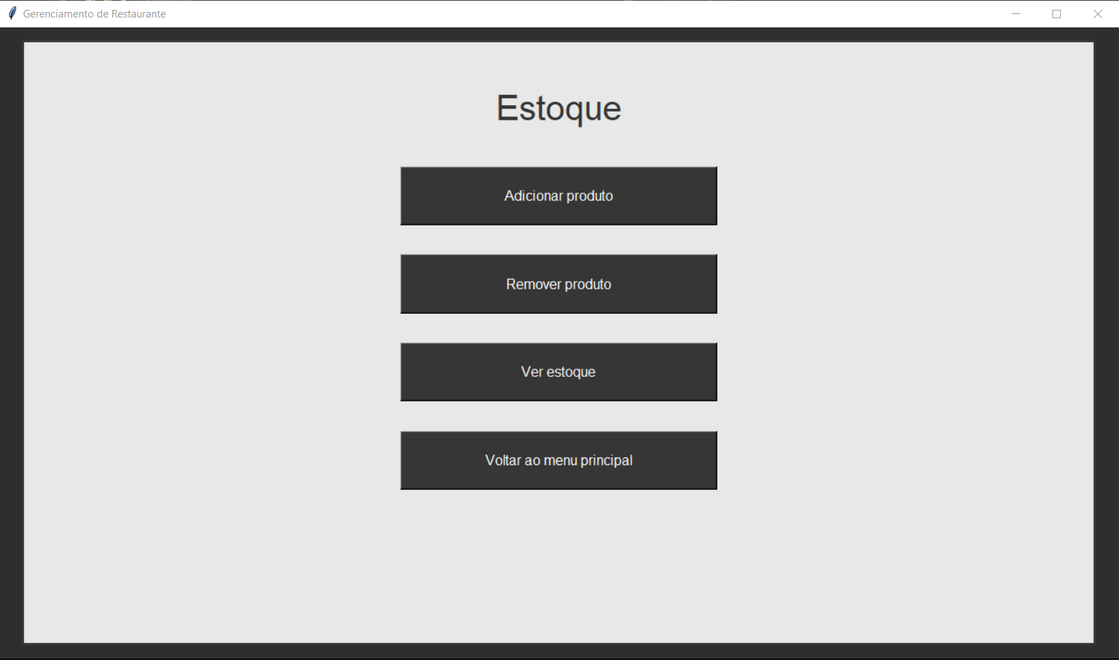 Gerenciamento de Restaurante
Estoque
Adicionar produto
Remover produto
Ver estoque
Voltar ao menu principal